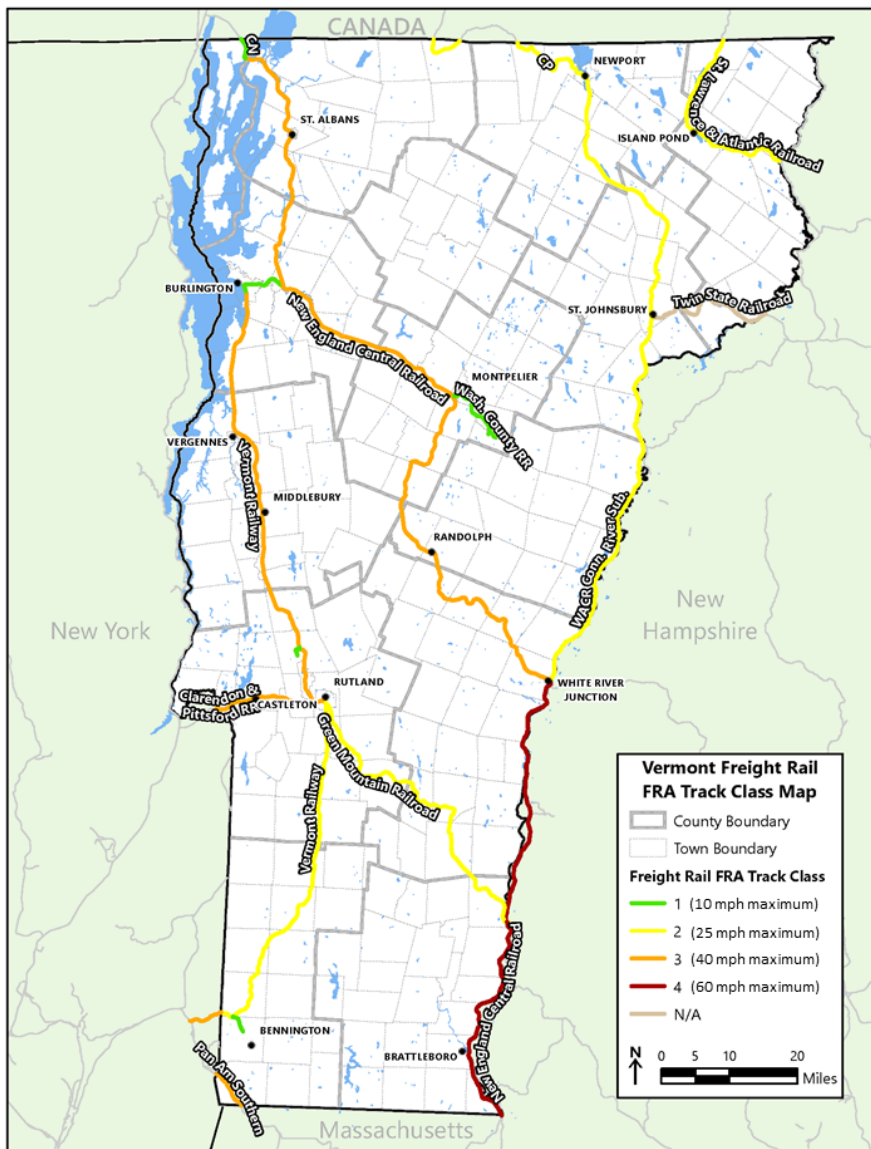 CANADA
CN
CP
NEWPORT
St. Lawrence & Atlantic Railroad
ST. ALBANS
ISLAND POND
BURLINGTON
New England Central Railroad
ST. JOHNSBURY
Twin State Railroad
MONTPELIER
Wash. County RR
VERGENNES
Vermont Railway
MIDDLEBURY
RANDOLPH
WACR Conn. River Sub.
New York
New
Hampshire
WHITE RIVER
JUNCTION
Clarendon &
Pittsford RR
CASTLETON
RUTLAND
Green Mountain Railroad
Vermont Railway
New England Central Railroad
BENNINGTON
BRATTLEBORO
Pan Am Southern
Massachusetts
Vermont Freight Rail
FRA Track Class Map
County Boundary
Town Boundary
Freight Rail FRA Track Class
1 (10 mph maximum)
2 (25 mph maximum)
3 (40 mph maximum)
4 (60 mph maximum)
N/A
N
0 5 10 20
Miles